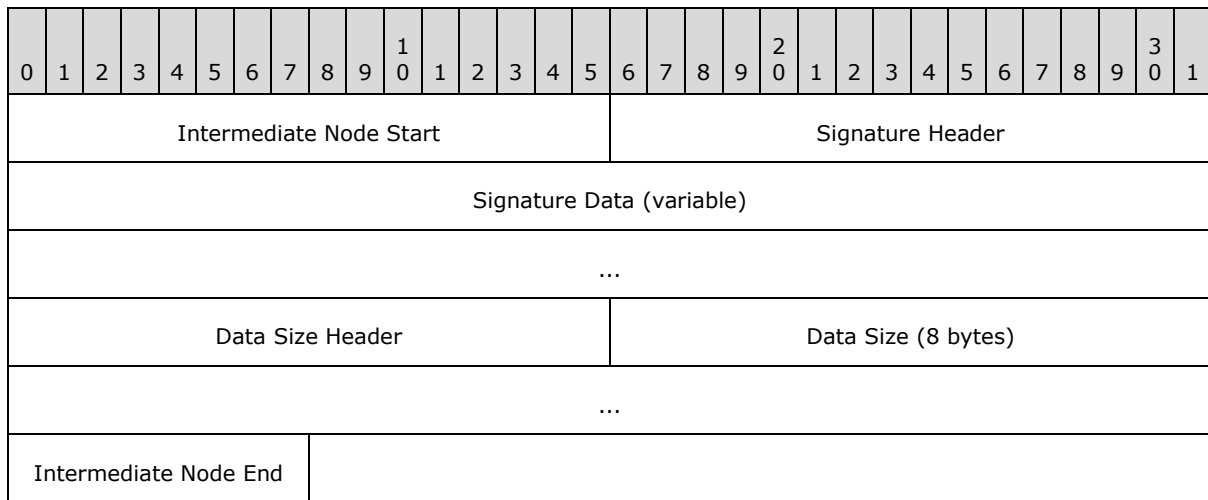 1 2 3
0 1 2 3 4 5 6 7 8 9 0 1 2 3 4 5 6 7 8 9 0 1 2 3 4 5 6 7 8 9 0 1
Intermediate Node Start Signature Header
Signature Data (variable)
...
Data Size Header Data Size (8 bytes)
...
Intermediate Node End